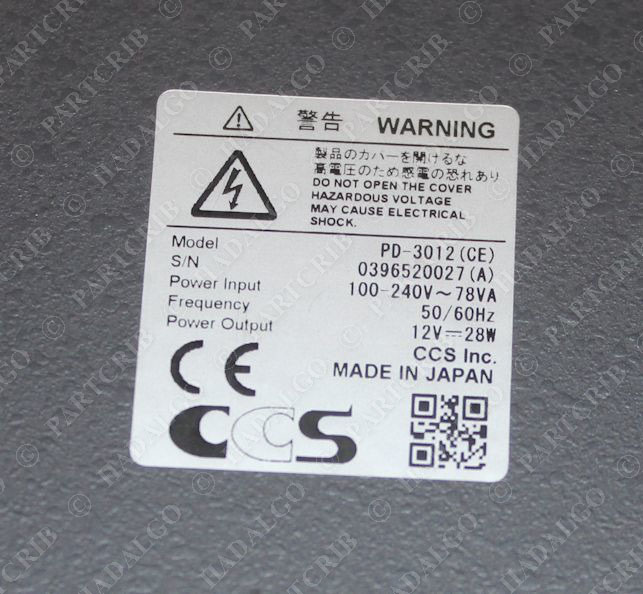 警告 WARNING
製品のカバーを開けるな
高電圧のため感電の恐れあり
DO NOT OPEN THE COVER
HAZARDOUS VOLTAGE
MAY CAUSE ELECTRICAL
SHOCK.
Model PD-3012(CE)
S/N 0396520027(A)
Power Input 100-240V～78VA
Frequency 50/60Hz
Power Output 12V⎓28W
CCS Inc.
MADE IN JAPAN
CE
CCS
© PARTCRIB
© HADALGO